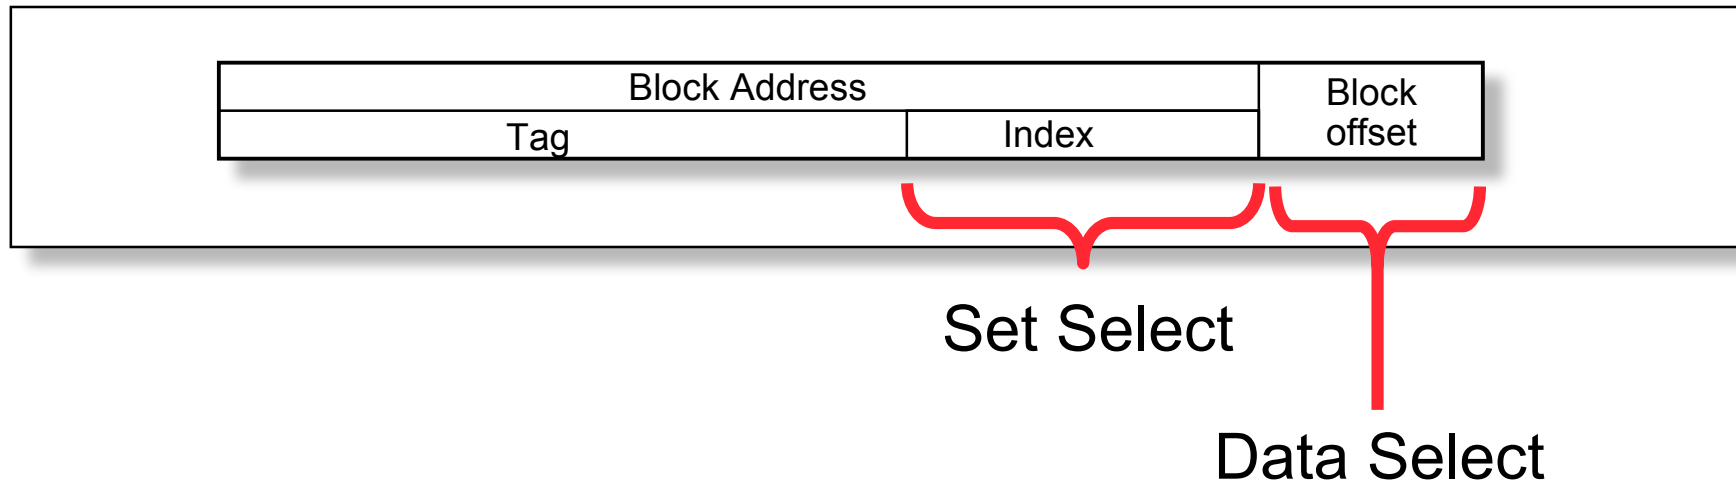 Block Address
Block
offset
Tag
Index
Set Select
Data Select